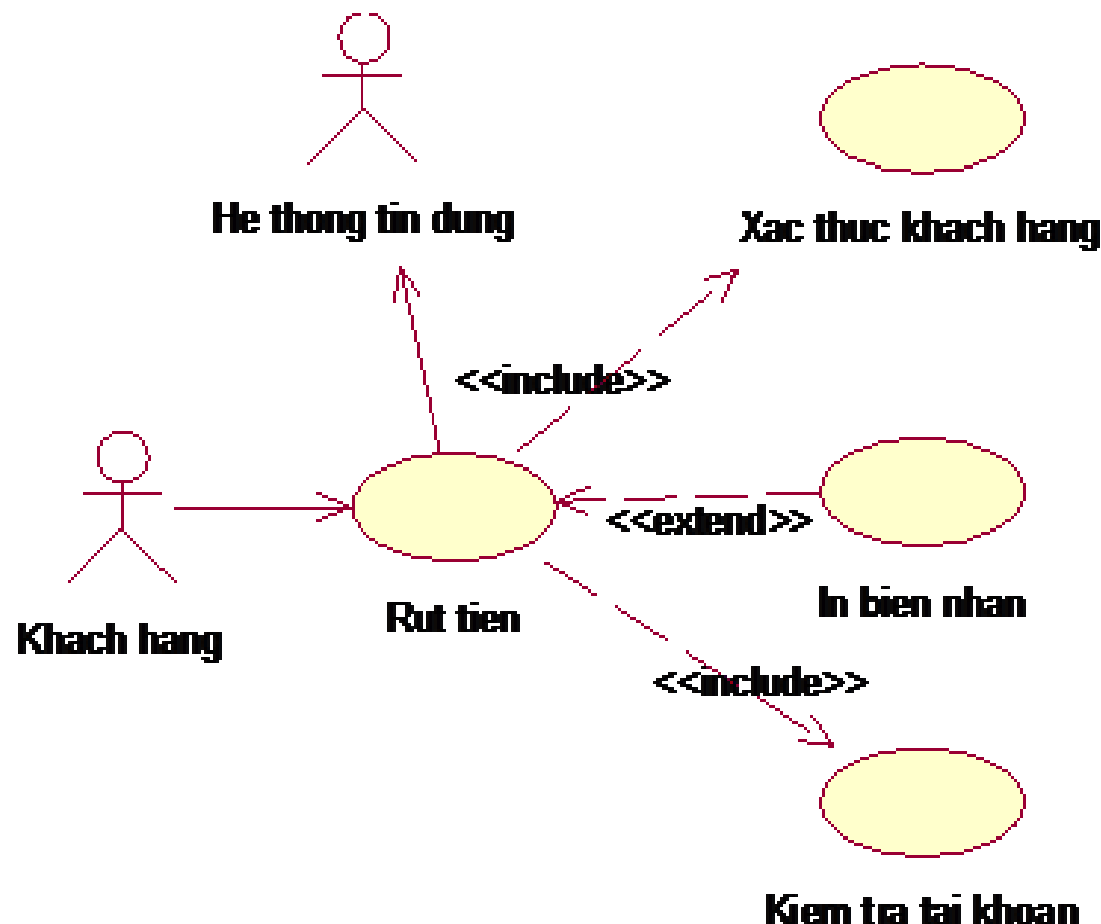 He thong tin dung
Xac thuc khach hang
<<include>>
<<extend>>
In bien nhan
Rut tien
Khach hang
<<include>>
Kiem tra tai khoan